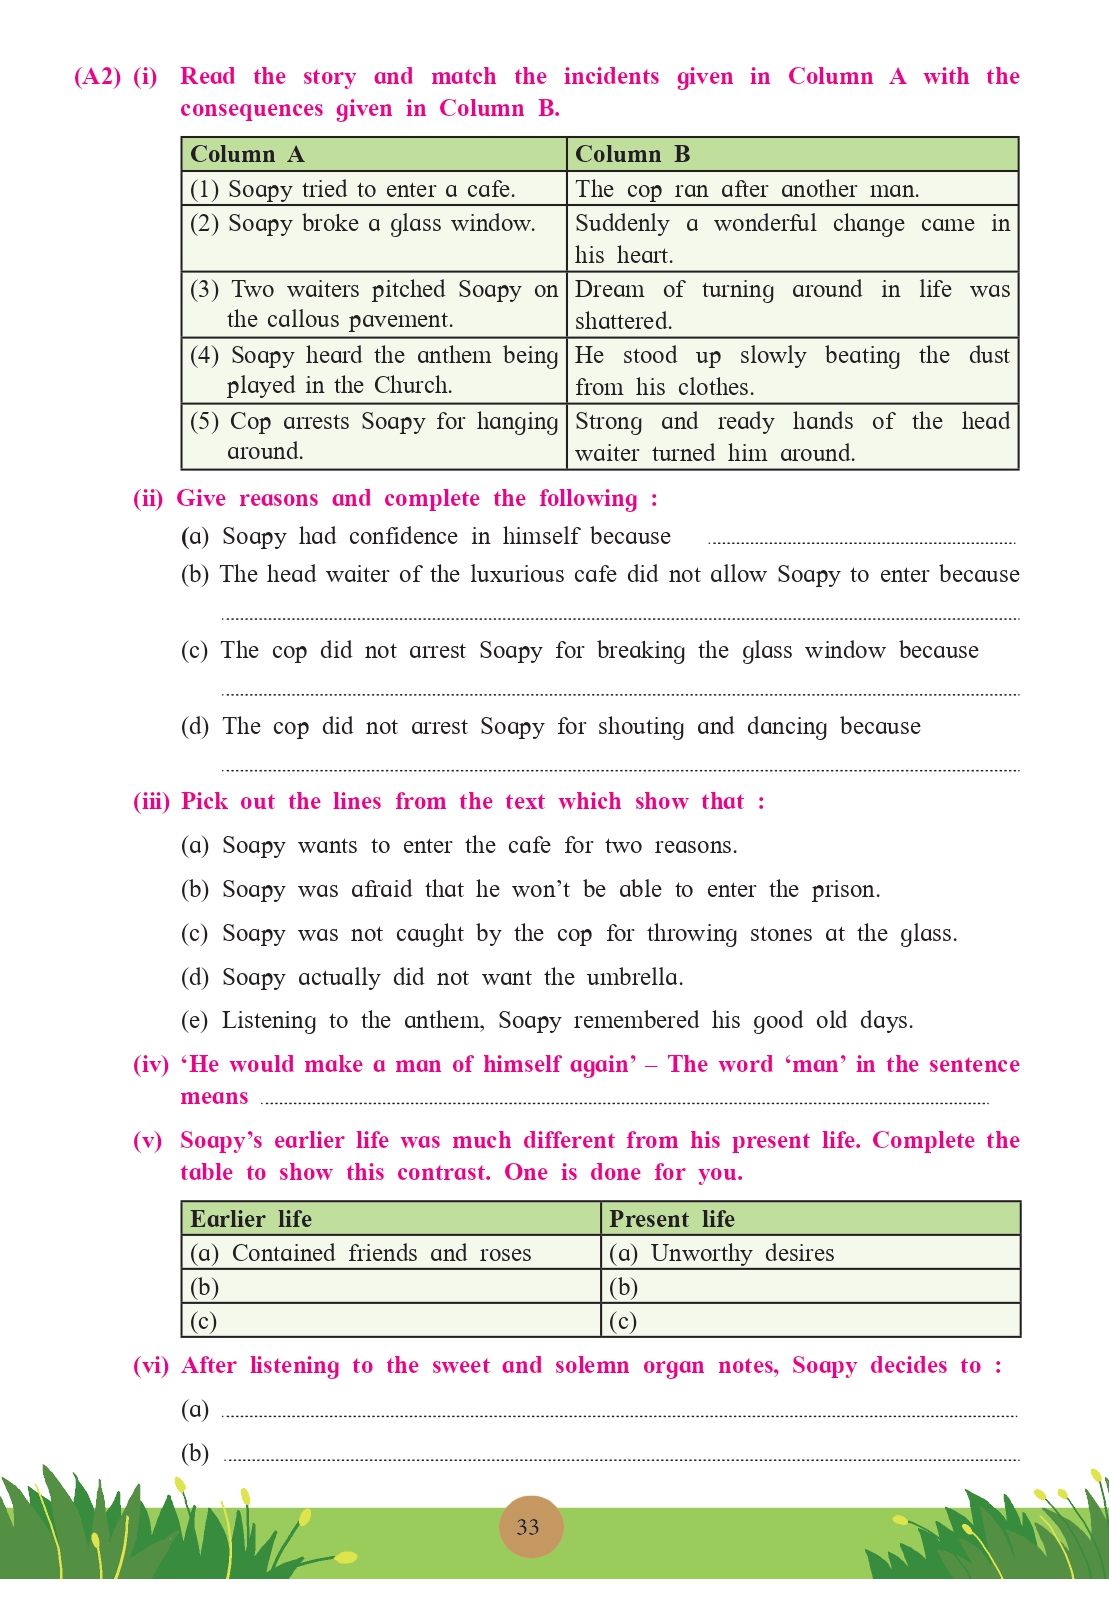 (A2) (i) Read the story and match the incidents given in Column A with the
consequences given in Column B.
Column A Column B
(1) Soapy tried to enter a cafe. The cop ran after another man.
(2) Soapy broke a glass window. Suddenly a wonderful change came in
his heart.
(3) Two waiters pitched Soapy on Dream of turning around in life was
the callous pavement. shattered.
(4) Soapy heard the anthem being He stood up slowly beating the dust
played in the Church. from his clothes.
(5) Cop arrests Soapy for hanging Strong and ready hands of the head
around. waiter turned him around.
(ii) Give reasons and complete the following :
(a) Soapy had confidence in himself because
(b) The head waiter of the luxurious cafe did not allow Soapy to enter because
(c) The cop did not arrest Soapy for breaking the glass window because
(d) The cop did not arrest Soapy for shouting and dancing because
(iii) Pick out the lines from the text which show that :
(a) Soapy wants to enter the cafe for two reasons.
(b) Soapy was afraid that he won't be able to enter the prison.
(c) Soapy was not caught by the cop for throwing stones at the glass.
(d) Soapy actually did not want the umbrella.
(e) Listening to the anthem, Soapy remembered his good old days.
(iv) 'He would make a man of himself again' – The word 'man' in the sentence
means
(v) Soapy's earlier life was much different from his present life. Complete the
table to show this contrast. One is done for you.
Earlier life Present life
(a) Contained friends and roses (a) Unworthy desires
(b) (b)
(c) (c)
(vi) After listening to the sweet and solemn organ notes, Soapy decides to :
(a)
(b)
33